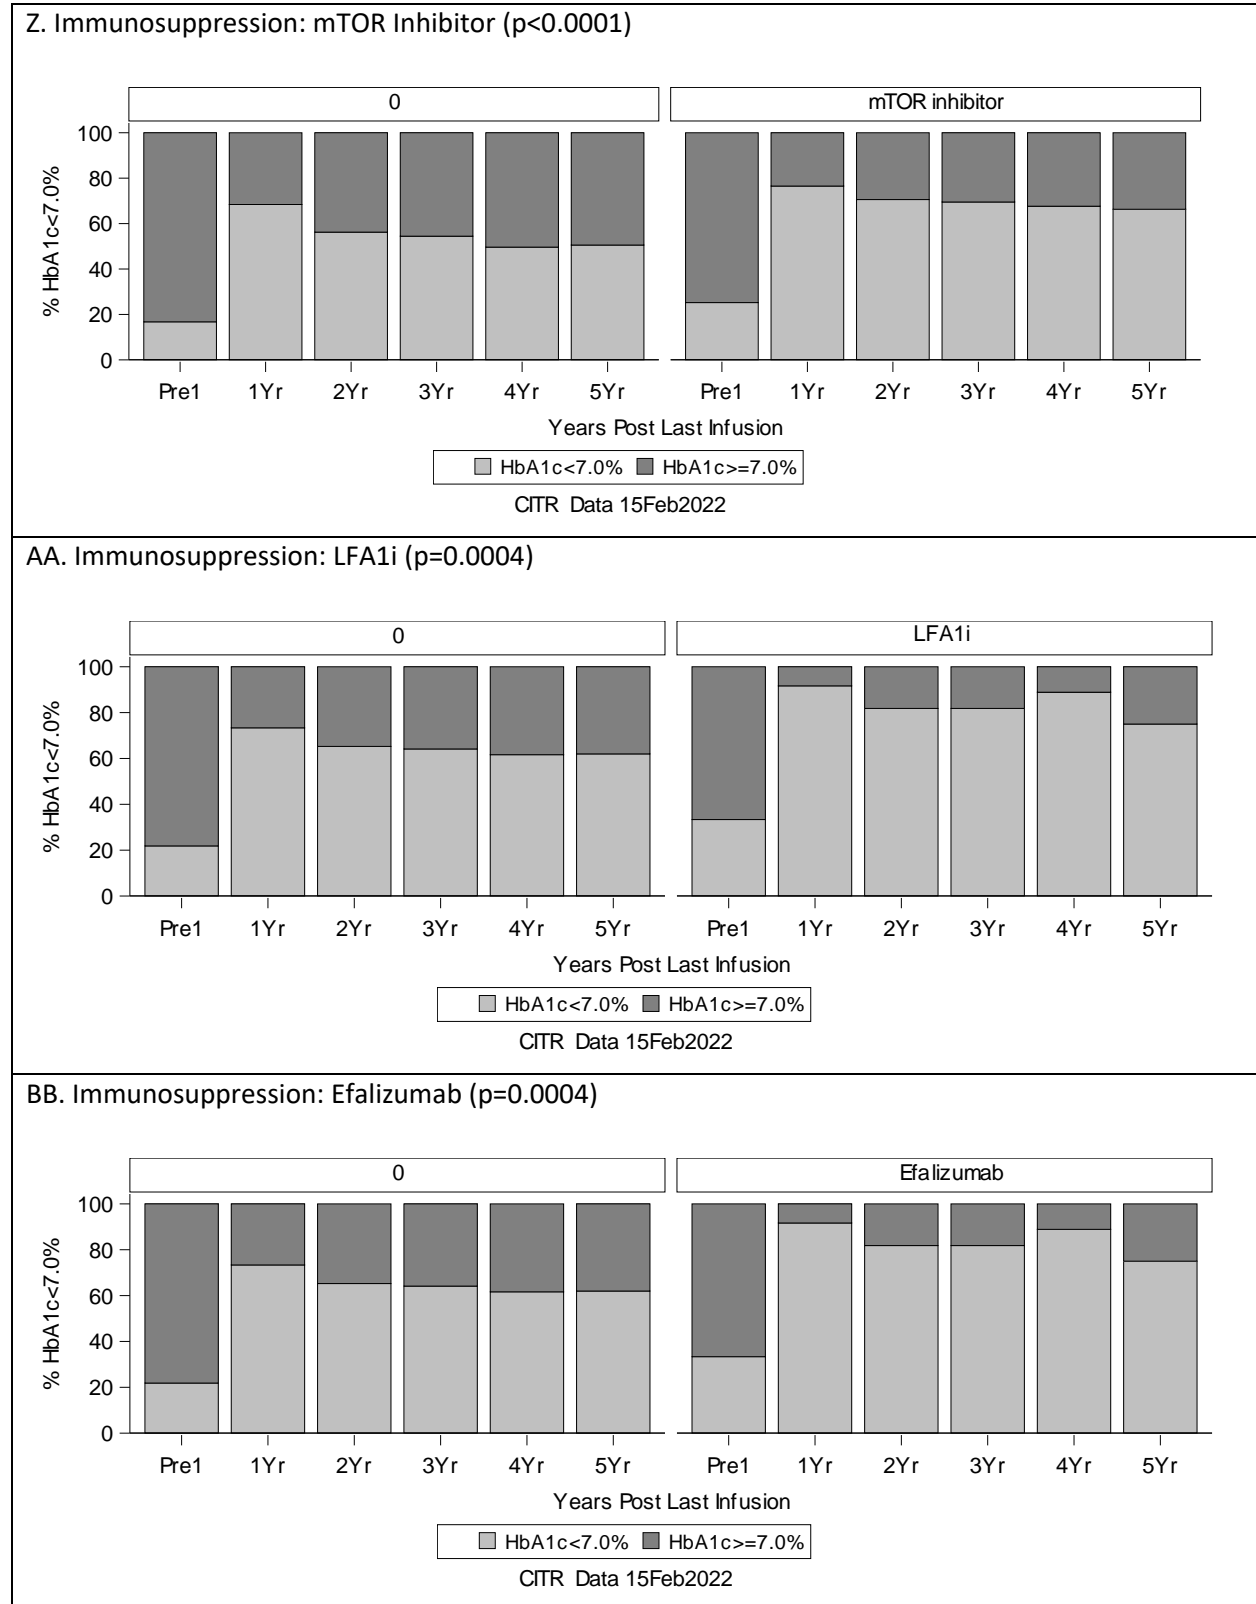 Z. Immunosuppression: mTOR Inhibitor (p<0.0001)
0
mTOR inhibitor
% HbA1c<7.0%
100
80
60
40
20
0
Pre1 1Yr 2Yr 3Yr 4Yr 5Yr Pre1 1Yr 2Yr 3Yr 4Yr 5Yr
Years Post Last Infusion
HbA1c<7.0% HbA1c>=7.0%
CITR Data 15Feb2022
AA. Immunosuppression: LFA1i (p=0.0004)
0
LFA1i
% HbA1c<7.0%
100
80
60
40
20
0
Pre1 1Yr 2Yr 3Yr 4Yr 5Yr Pre1 1Yr 2Yr 3Yr 4Yr 5Yr
Years Post Last Infusion
HbA1c<7.0% HbA1c>=7.0%
CITR Data 15Feb2022
BB. Immunosuppression: Efalizumab (p=0.0004)
0
Efalizumab
% HbA1c<7.0%
100
80
60
40
20
0
Pre1 1Yr 2Yr 3Yr 4Yr 5Yr Pre1 1Yr 2Yr 3Yr 4Yr 5Yr
Years Post Last Infusion
HbA1c<7.0% HbA1c>=7.0%
CITR Data 15Feb2022